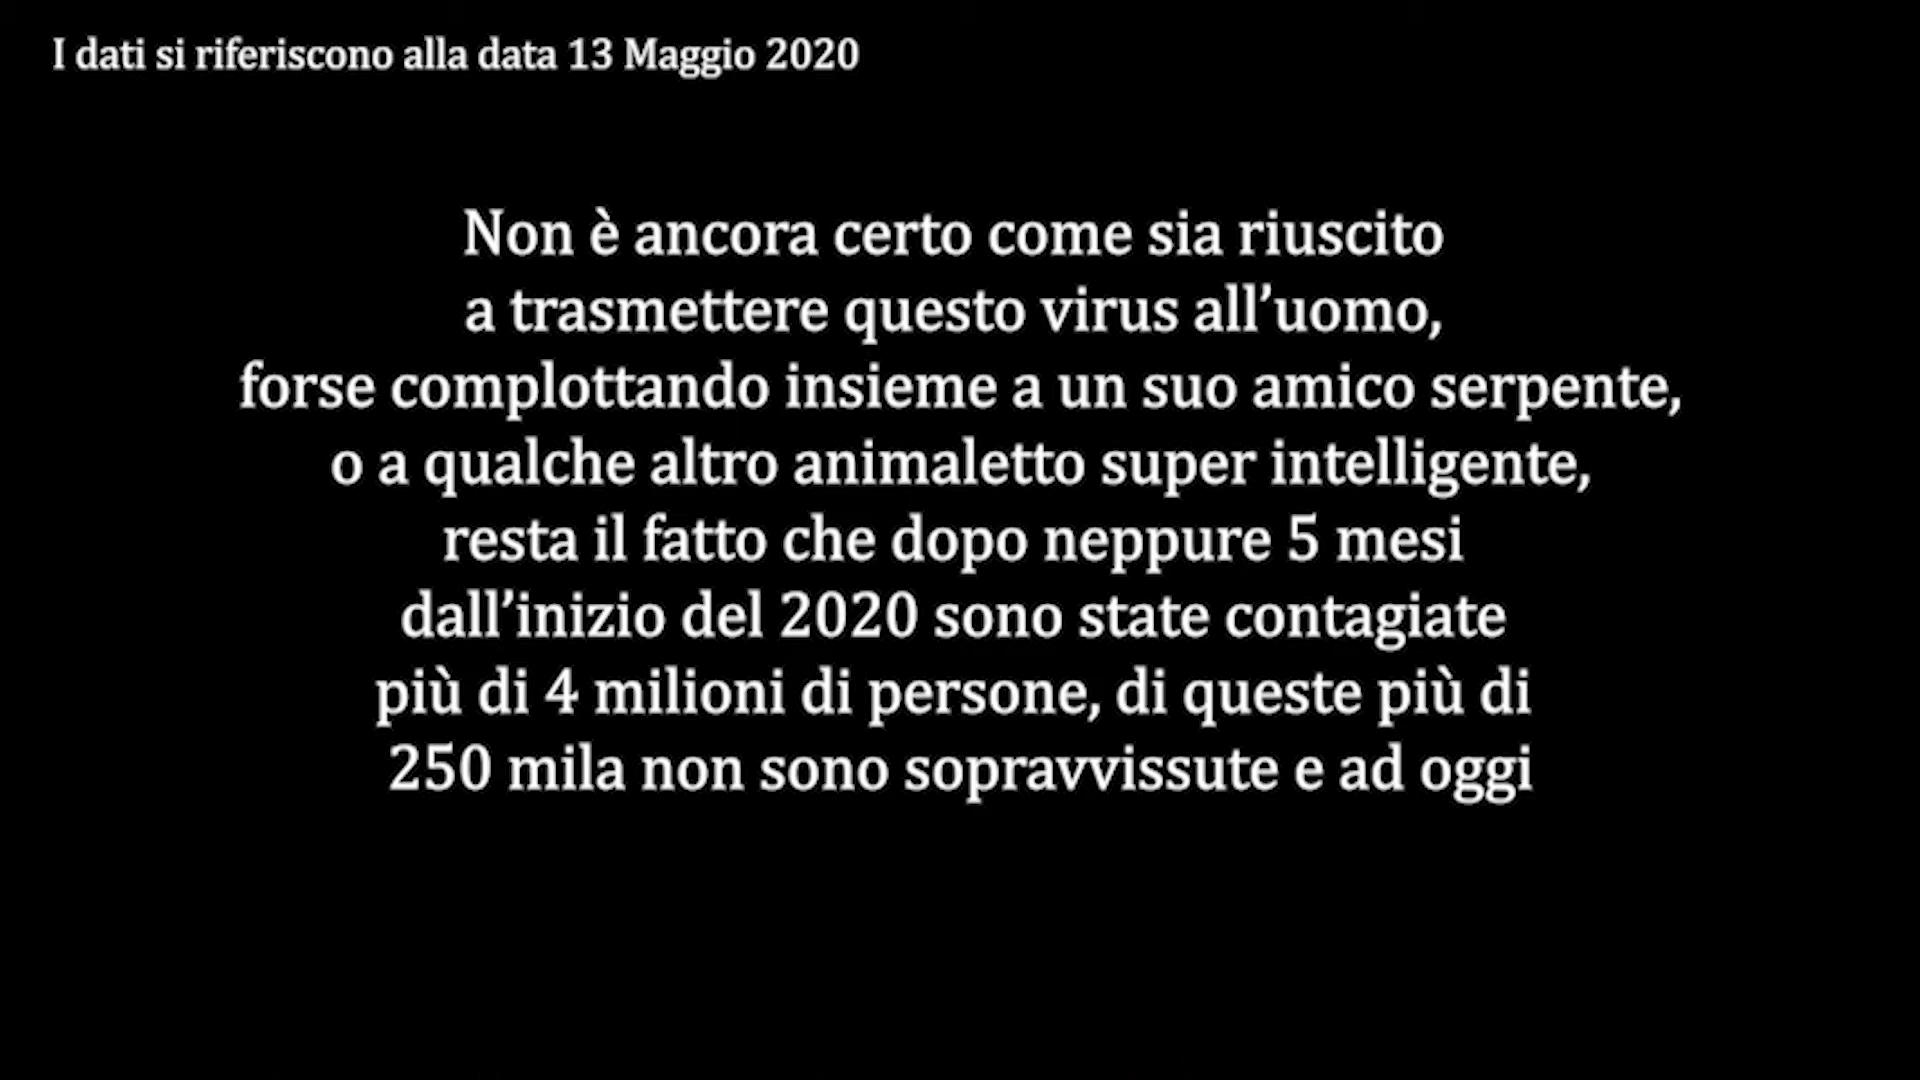 I dati si riferiscono alla data 13 Maggio 2020
Non è ancora certo come sia riuscito
a trasmettere questo virus all’uomo,
forse complottando insieme a un suo amico serpente,
o a qualche altro animaletto super intelligente,
resta il fatto che dopo neppure 5 mesi
dall’inizio del 2020 sono state contagiate
più di 4 milioni di persone, di queste più di
250 mila non sono sopravvissute e ad oggi